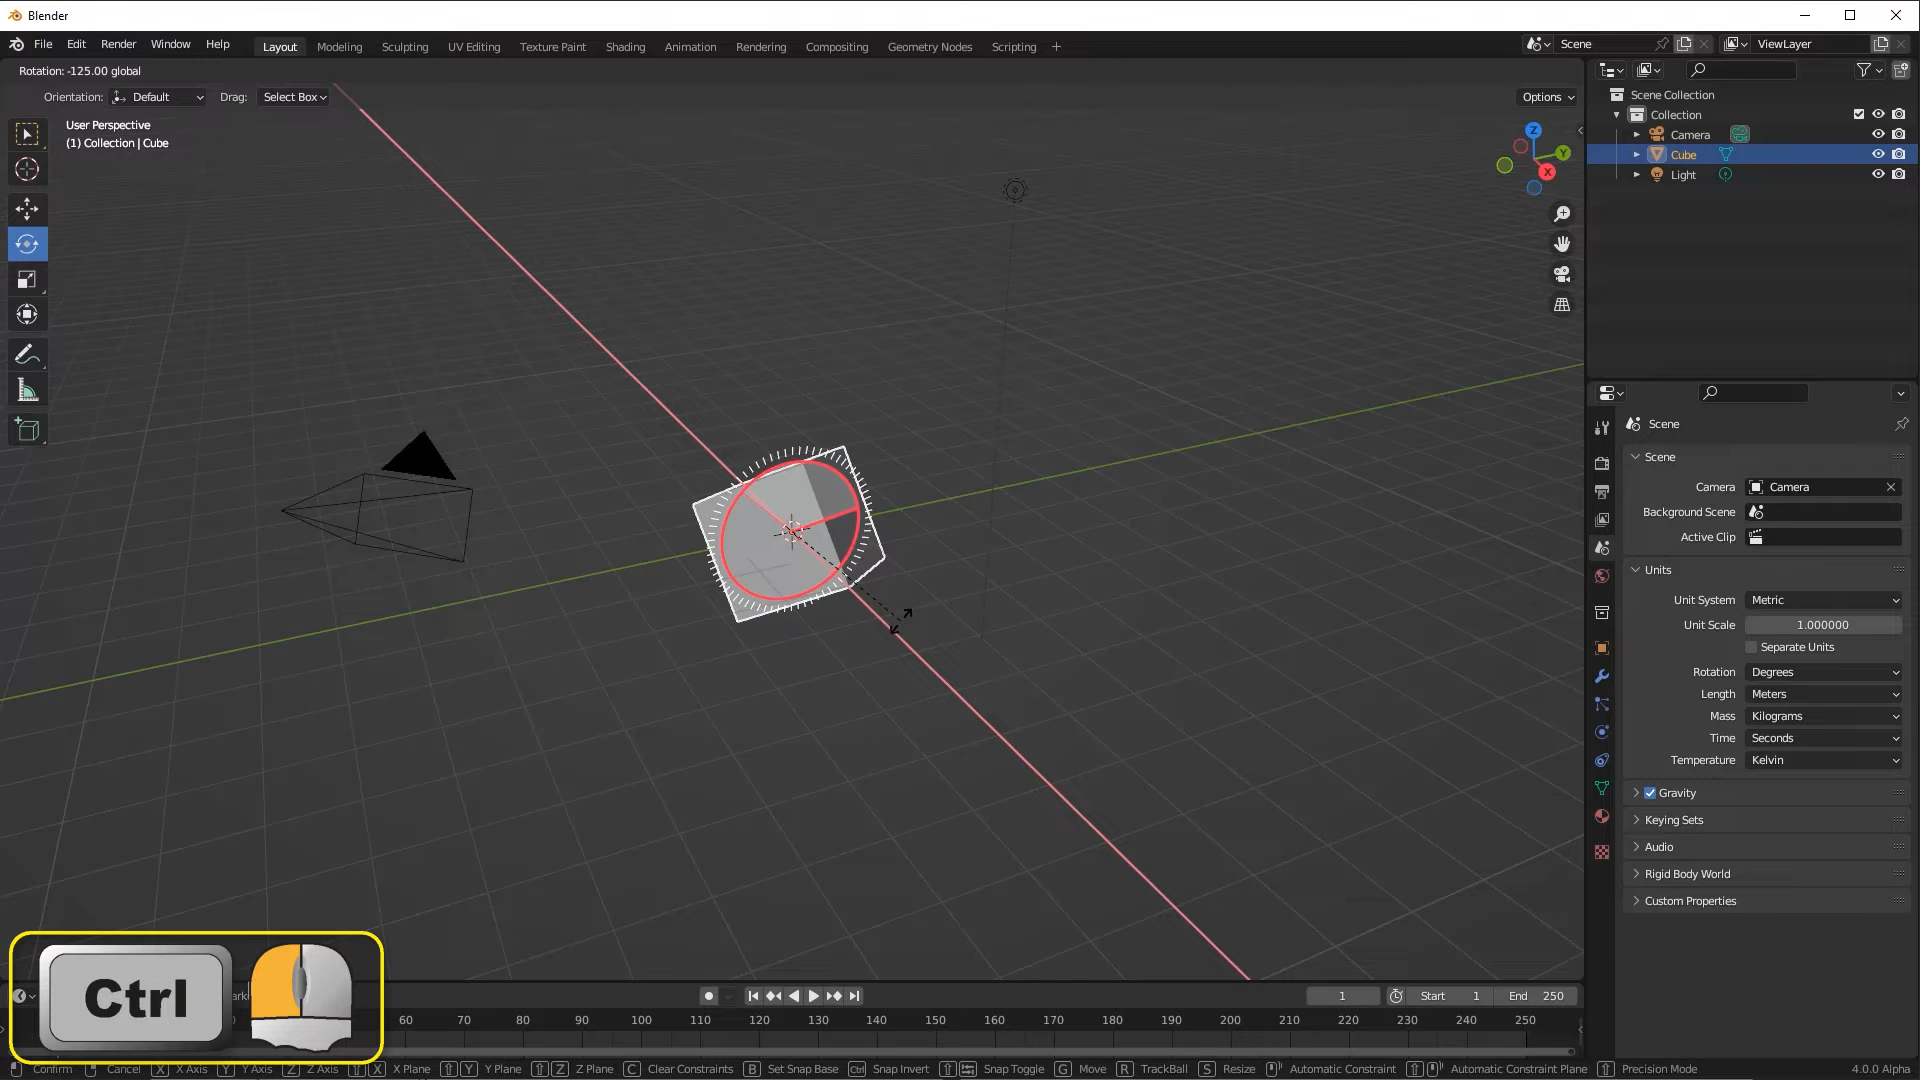 Blender
File Edit Render Window Help Layout Modeling Sculpting UV Editing Texture Paint Shading Animation Rendering Compositing Geometry Nodes Scripting + Scene ViewLayer
Rotation: -125.00 global
Orientation: Default Drag: Select Box Options
User Perspective
(1) Collection | Cube
Z
Y
X
Scene Collection
Collection
Camera
Cube
Light
Scene
Scene
Camera Camera
Background Scene
Active Clip
Units
Unit System Metric
Unit Scale 1.000000
Separate Units
Rotation Degrees
Length Meters
Mass Kilograms
Time Seconds
Temperature Kelvin
Gravity
Keying Sets
Audio
Rigid Body World
Custom Properties
Ctrl
1 Start 1 End 250
60 70 80 90 100 110 120 130 140 150 160 170 180 190 200 210 220 230 240 250
Confirm Cancel X X Axis Y Y Axis Z Z Axis X X Plane Y Y Plane Z Z Plane C Clear Constraints B Set Snap Base Ctrl Snap Invert Snap Toggle G Move R TrackBall S Resize Automatic Constraint Automatic Constraint Plane Precision Mode 4.0.0 Alpha